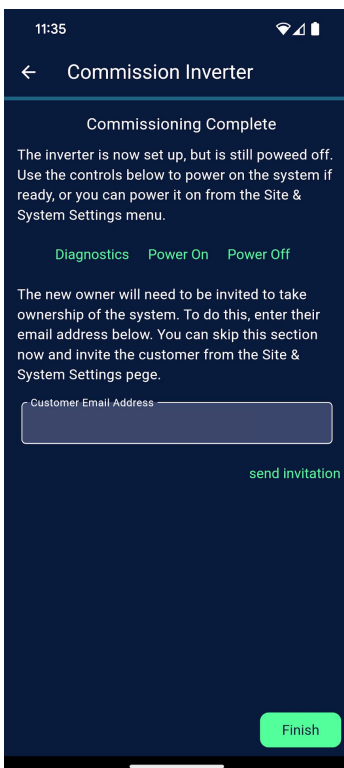 11:35
Commission Inverter
Commissioning Complete
The inverter is now set up, but is still poweed off.
Use the controls below to power on the system if
ready, or you can power it on from the Site &
System Settings menu.
Diagnostics Power On Power Off
The new owner will need to be invited to take
ownership of the system. To do this, enter their
email address below. You can skip this section
now and invite the customer from the Site &
System Settings pege.
Customer Email Address
send invitation
Finish